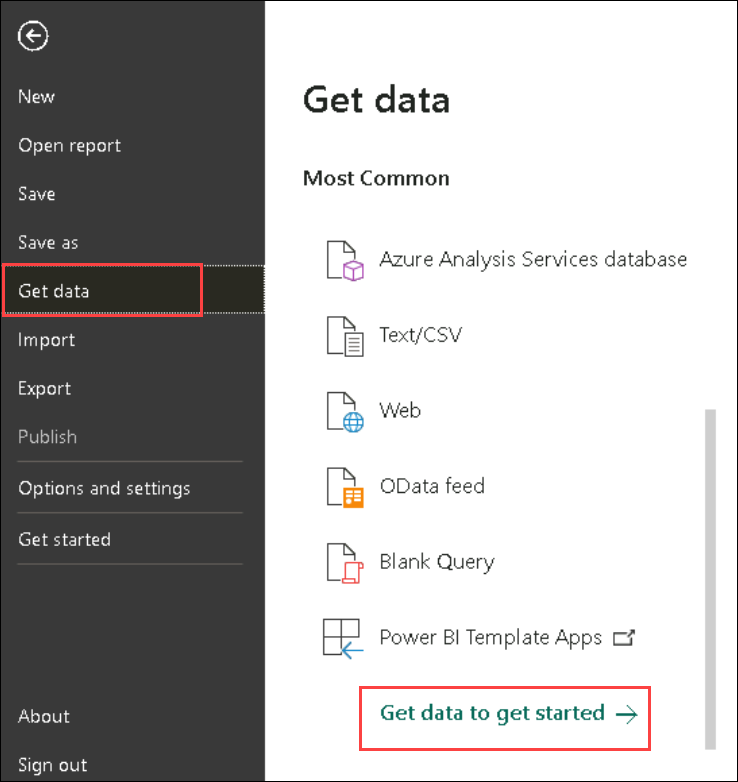 New
Open report
Save
Save as
Get data
Import
Export
Publish
Options and settings
Get started
About
Sign out
Get data
Most Common
Azure Analysis Services database
Text/CSV
Web
OData feed
Blank Query
Power BI Template Apps
Get data to get started